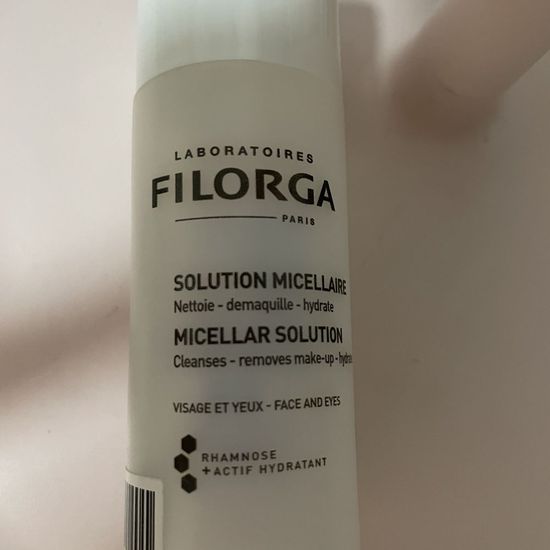 LABORATOIRES
FILORGA
PARIS
SOLUTION MICELLAIRE
Nettoie - demaquille - hydrate
MICELLAR SOLUTION
Cleanses - removes make-up - hydra
VISAGE ET YEUX - FACE AND EYES
RHAMNOSE
+ ACTIF HYDRATANT